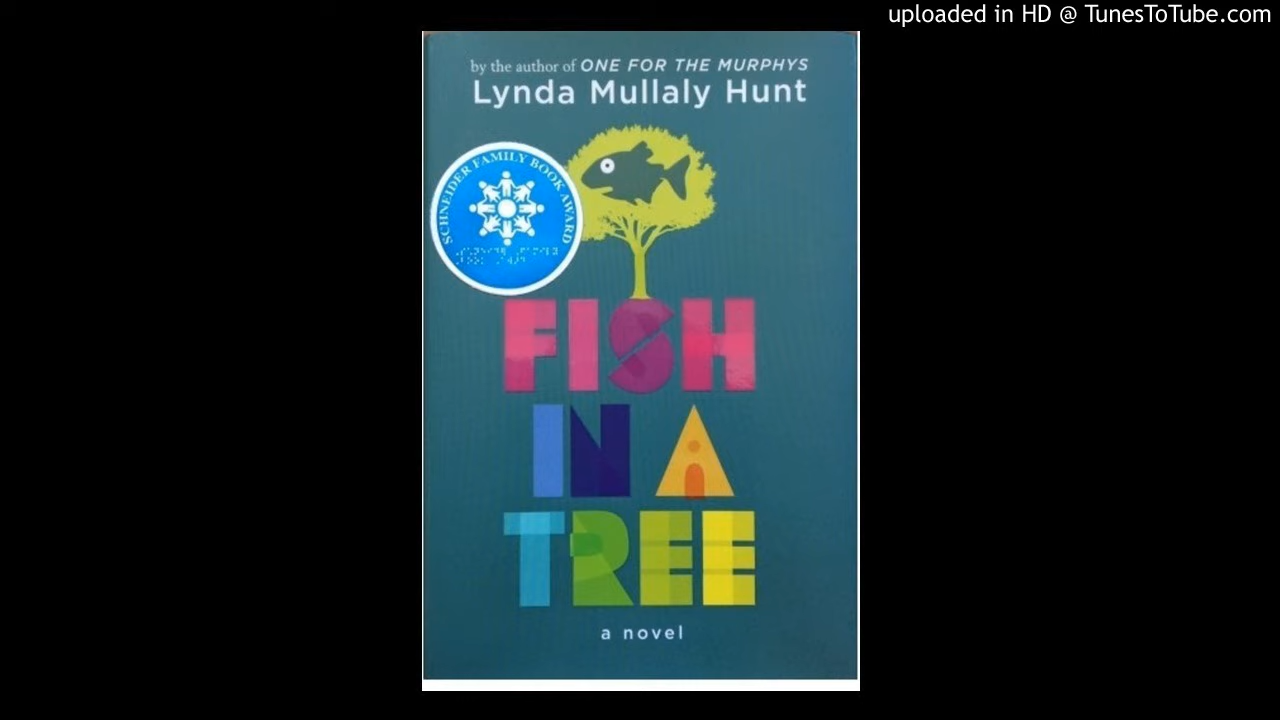 uploaded in HD @ TunesToTube.com
by the author of ONE FOR THE MURPHYS
Lynda Mullaly Hunt
SCHNEIDER FAMILY BOOK AWARD
FISH
IN A
TREE
a novel